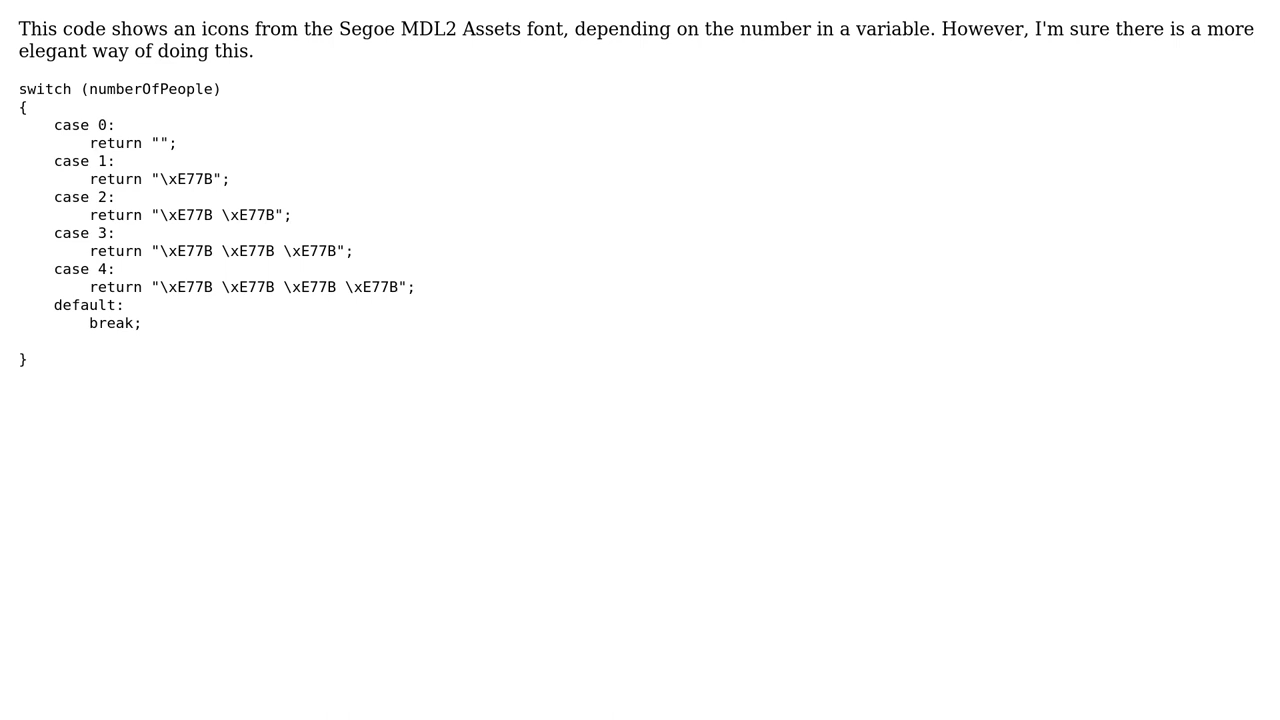 This code shows an icons from the Segoe MDL2 Assets font, depending on the number in a variable. However, I'm sure there is a more
elegant way of doing this.
switch (numberOfPeople)
{
    case 0:
        return "";
    case 1:
        return "\xE77B";
    case 2:
        return "\xE77B \xE77B";
    case 3:
        return "\xE77B \xE77B \xE77B";
    case 4:
        return "\xE77B \xE77B \xE77B \xE77B";
    default:
        break;

}